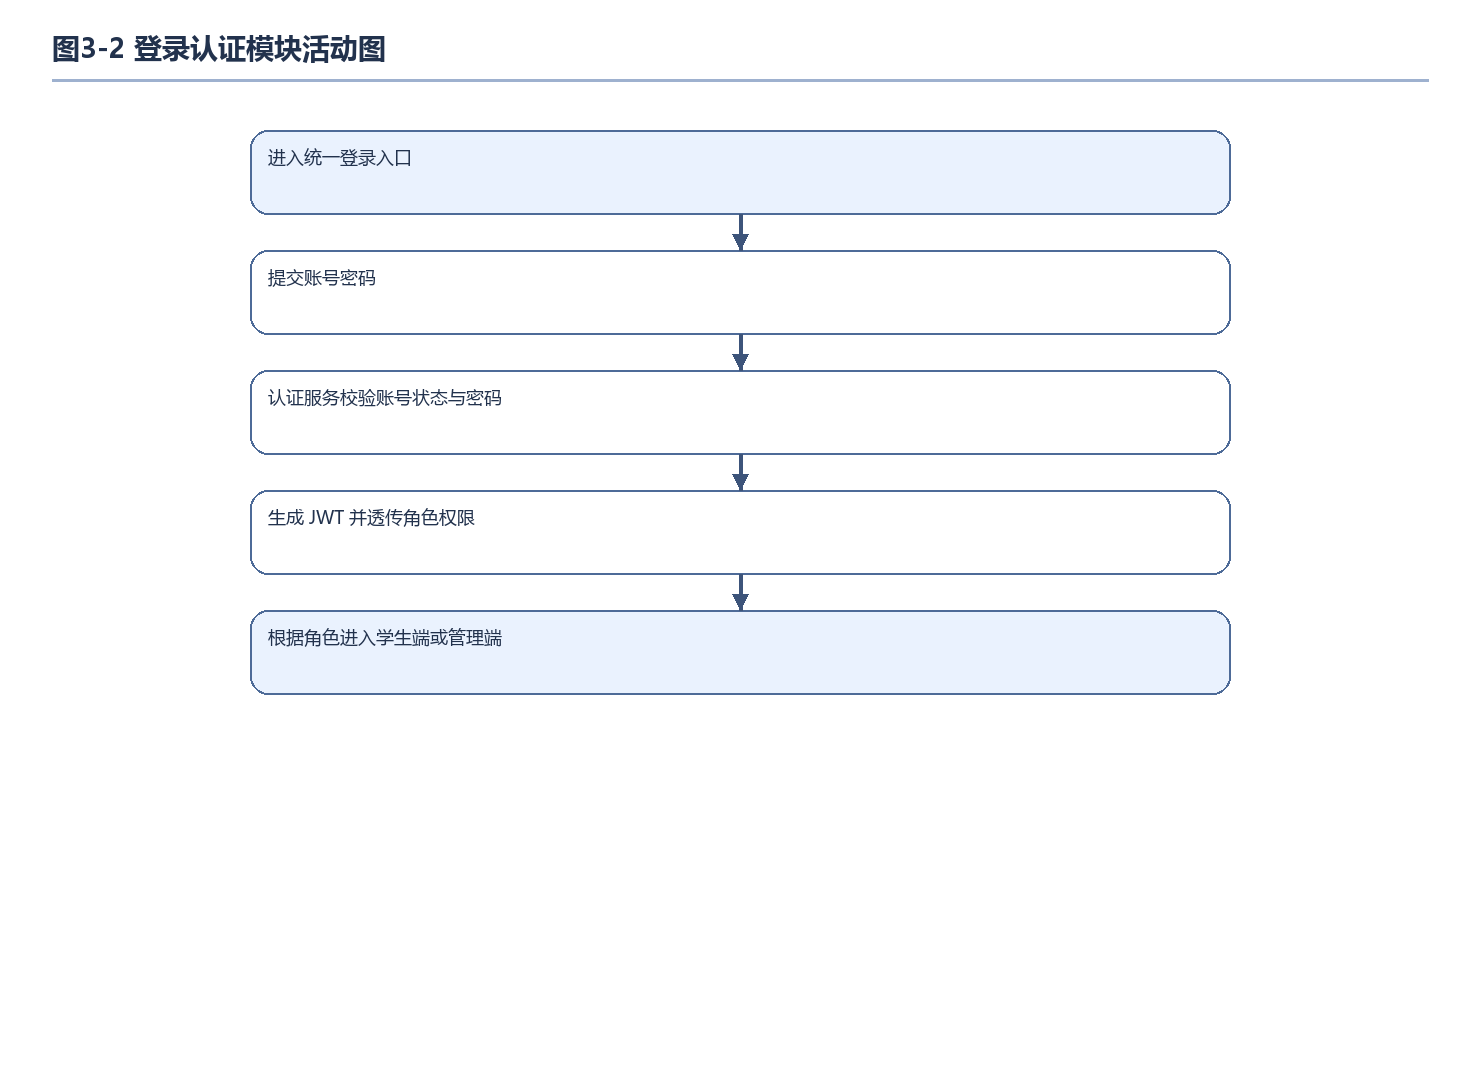 图3-2 登录认证模块活动图
进入统一登录入口
提交账号密码
认证服务校验账号状态与密码
生成 JWT 并透传角色权限
根据角色进入学生端或管理端